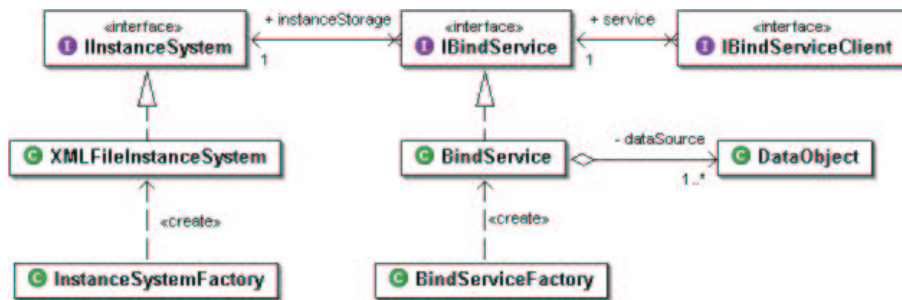 «interface»
I IInstanceSystem
+ instanceStorage
1
«interface»
I IBindService
+ service
1
«interface»
I IBindServiceClient
C XMLFileInstanceSystem
C BindService
- dataSource
1..*
C DataObject
«create»
«create»
C InstanceSystemFactory
C BindServiceFactory